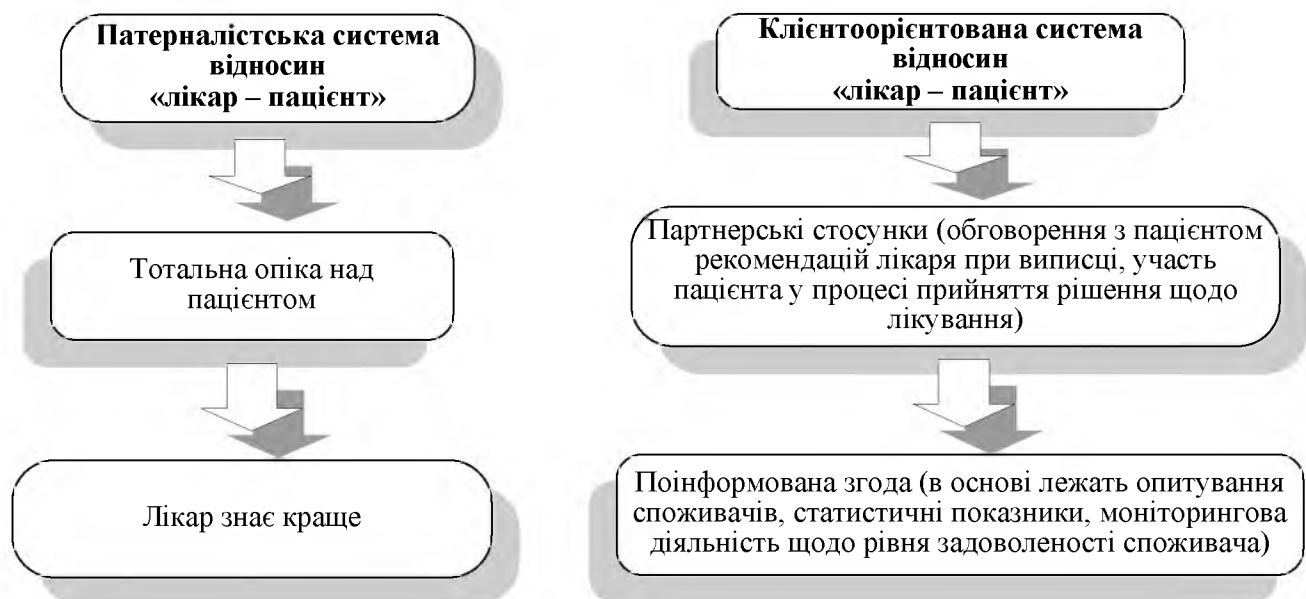 Патерналістська система
відносин
«лікар – пацієнт»
Тотальна опіка над
пацієнтом
Лікар знає краще
Клієнтоорієнтована система
відносин
«лікар – пацієнт»
Партнерські стосунки (обговорення з пацієнтом
рекомендацій лікаря при виписці, участь
пацієнта у процесі прийняття рішення щодо
лікування)
Поінформована згода (в основі лежать опитування
споживачів, статистичні показники, моніторингова
діяльність щодо рівня задоволеності споживача)